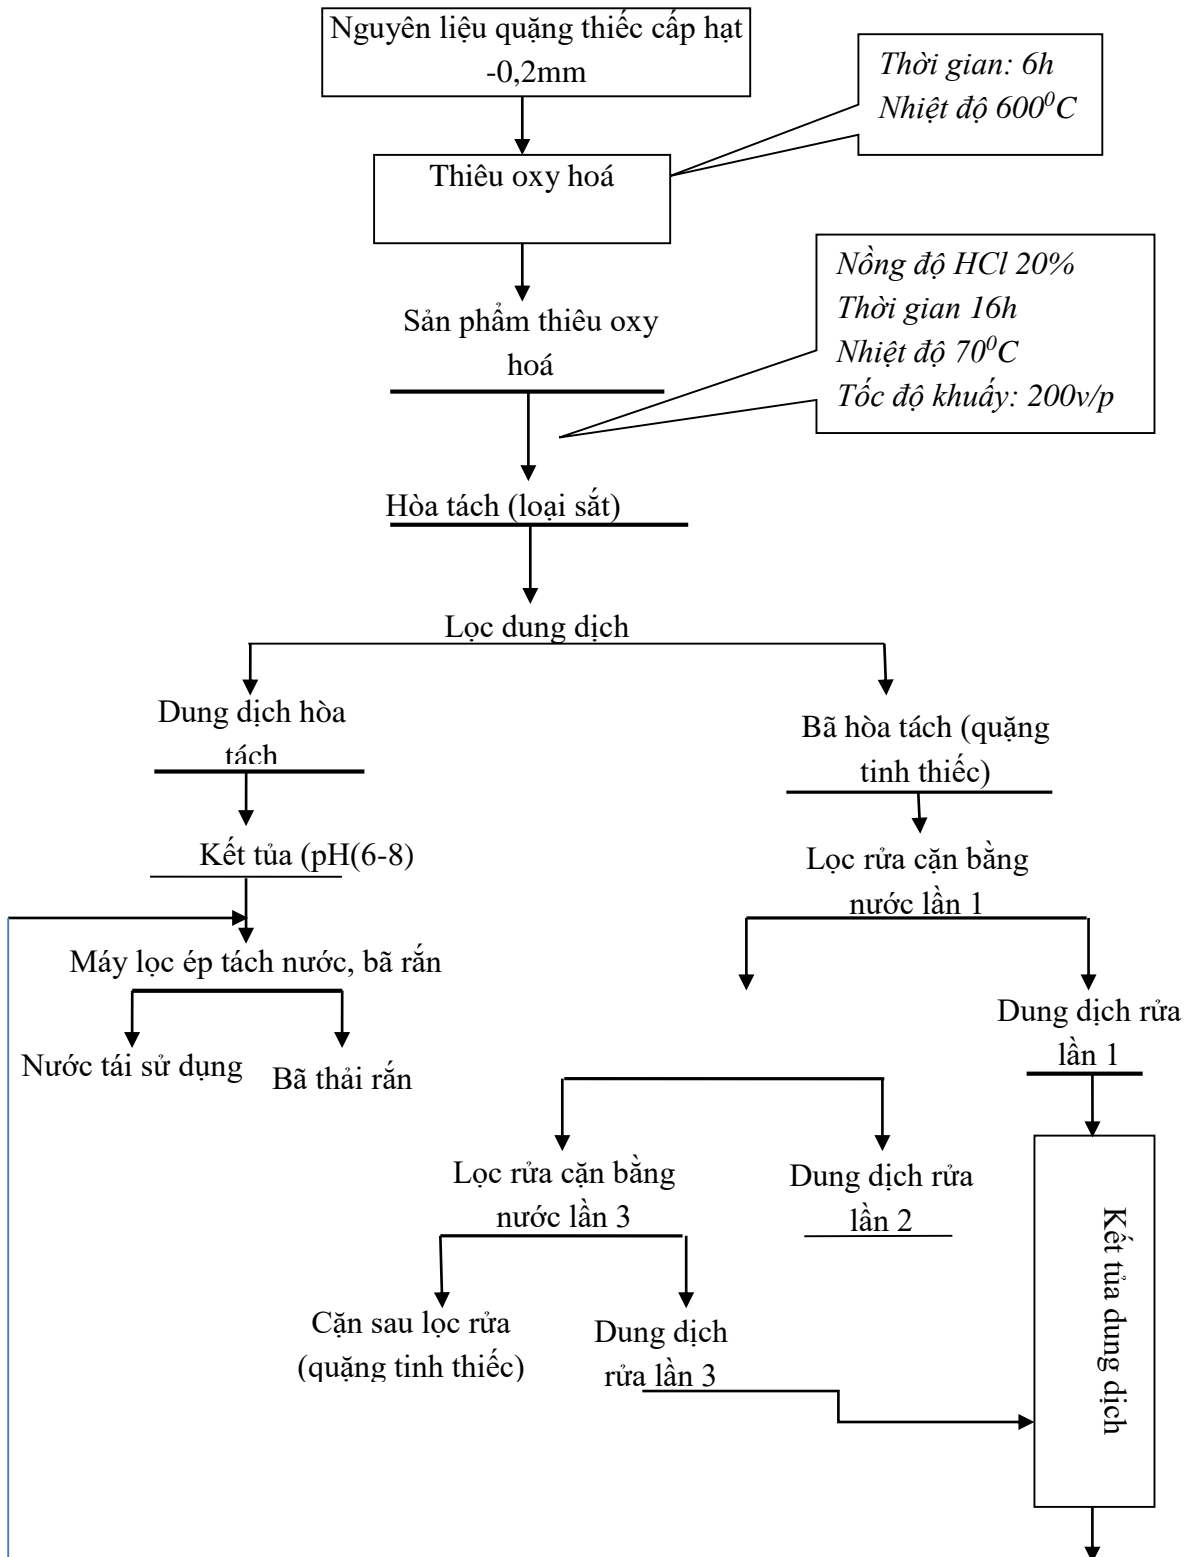 Nguyên liệu quặng thiếc cấp hạt
-0,2mm
Thời gian: 6h
Nhiệt độ 600⁰C
Thiêu oxy hoá
Nồng độ HCl 20%
Thời gian 16h
Nhiệt độ 70⁰C
Tốc độ khuấy: 200v/p
Sản phẩm thiêu oxy
hoá
Hòa tách (loại sắt)
Lọc dung dịch
Dung dịch hòa
tách
Bã hòa tách (quặng
tinh thiếc)
Kết tủa (pH(6-8)
Lọc rửa cặn bằng
nước lần 1
Máy lọc ép tách nước, bã rắn
Dung dịch rửa
lần 1
Nước tái sử dụng
Bã thải rắn
Lọc rửa cặn bằng
nước lần 3
Dung dịch rửa
lần 2
Kết tủa dung dịch
Cặn sau lọc rửa
(quặng tinh thiếc)
Dung dịch
rửa lần 3